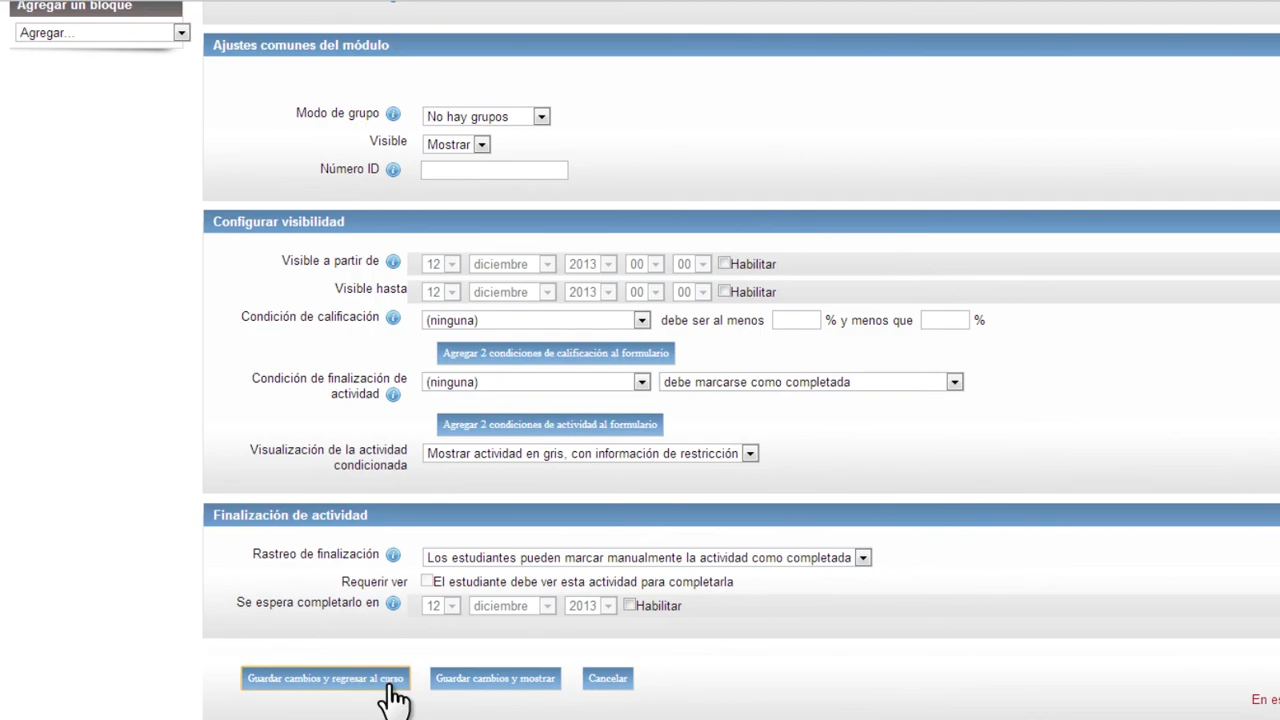 Agregar un bloque
Agregar...
Ajustes comunes del módulo
Modo de grupo No hay grupos
Visible Mostrar
Número ID
Configurar visibilidad
Visible a partir de 12 diciembre 2013 00 00 Habilitar
Visible hasta 12 diciembre 2013 00 00 Habilitar
Condición de calificación (ninguna) debe ser al menos % y menos que %
Agregar 2 condiciones de calificación al formulario
Condición de finalización de
actividad (ninguna) debe marcarse como completada
Agregar 2 condiciones de actividad al formulario
Visualización de la actividad
condicionada Mostrar actividad en gris, con información de restricción
Finalización de actividad
Rastreo de finalización Los estudiantes pueden marcar manualmente la actividad como completada
Requerir ver El estudiante debe ver esta actividad para completarla
Se espera completarlo en 12 diciembre 2013 Habilitar
Guardar cambios y regresar al curso Guardar cambios y mostrar Cancelar
En es